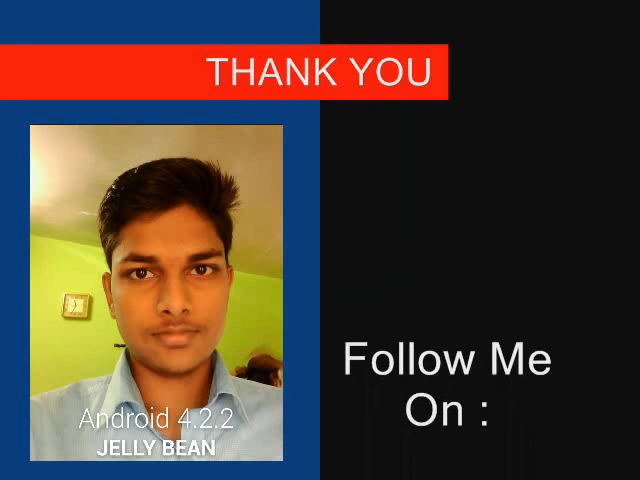 THANK YOU
Follow Me
On :
Android 4.2.2
JELLY BEAN